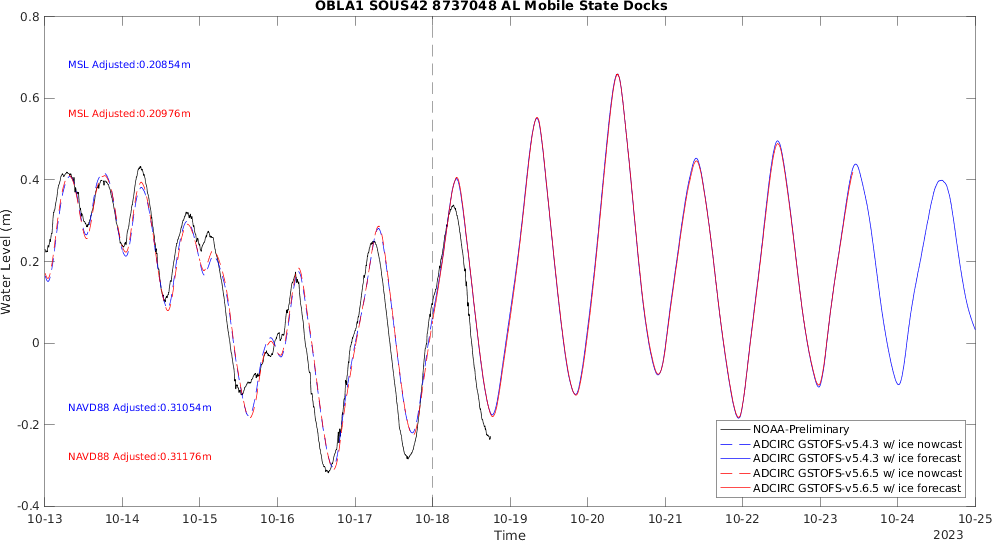 OBLA1 SOUS42 8737048 AL Mobile State Docks
0.8
0.6
0.4
0.2
0
-0.2
-0.4
Water Level (m)
MSL Adjusted:0.20854m
MSL Adjusted:0.20976m
NAVD88 Adjusted:0.31054m
NAVD88 Adjusted:0.31176m
NOAA-Preliminary
ADCIRC GSTOFS-v5.4.3 w/ ice nowcast
ADCIRC GSTOFS-v5.4.3 w/ ice forecast
ADCIRC GSTOFS-v5.6.5 w/ ice nowcast
ADCIRC GSTOFS-v5.6.5 w/ ice forecast
10-13 10-14 10-15 10-16 10-17 10-18 10-19 10-20 10-21 10-22 10-23 10-24 10-25
Time
2023